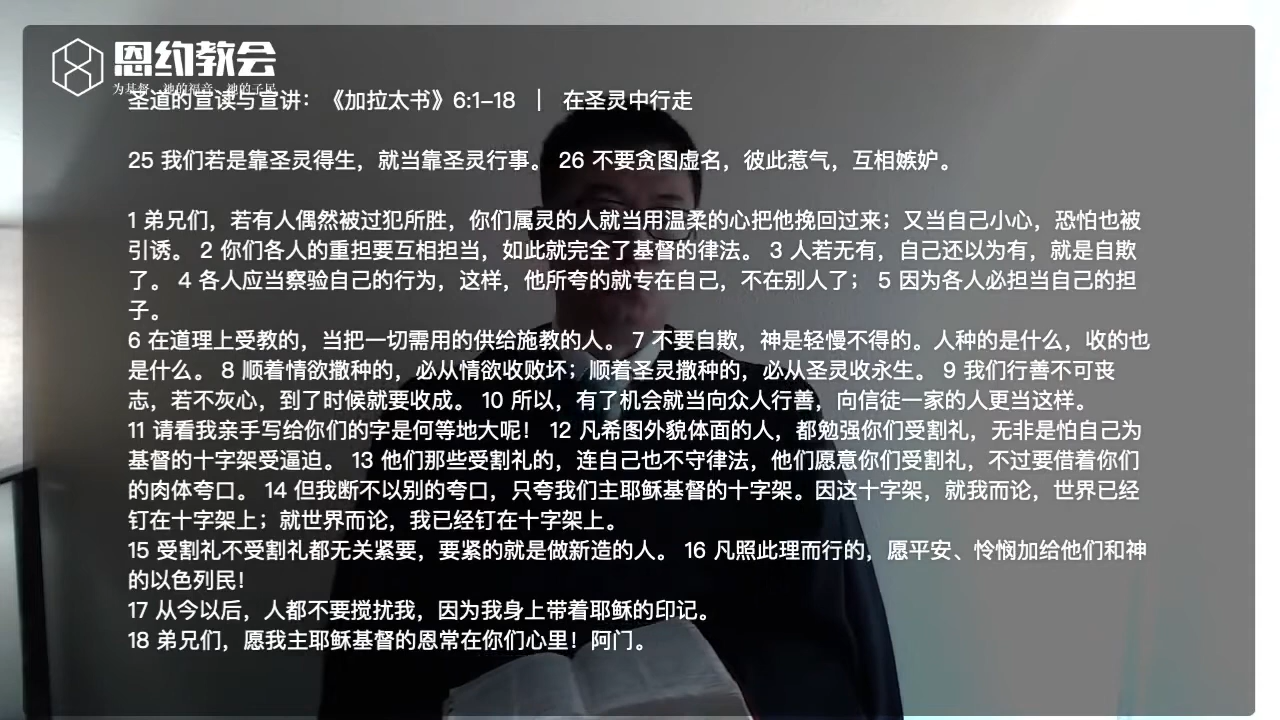 恩约教会
为基督、祂的福音、祂的子民
圣道的宣读与宣讲：《加拉太书》6:1–18 ｜ 在圣灵中行走
25 我们若是靠圣灵得生，就当靠圣灵行事。 26 不要贪图虚名，彼此惹气，互相嫉妒。
1 弟兄们，若有人偶然被过犯所胜，你们属灵的人就当用温柔的心把他挽回过来；又当自己小心，恐怕也被
引诱。 2 你们各人的重担要互相担当，如此就完全了基督的律法。 3 人若无有，自己还以为有，就是自欺
了。 4 各人应当察验自己的行为，这样，他所夸的就专在自己，不在别人了； 5 因为各人必担当自己的担
子。
6 在道理上受教的，当把一切需用的供给施教的人。 7 不要自欺，神是轻慢不得的。人种的是什么，收的也
是什么。 8 顺着情欲撒种的，必从情欲收败坏；顺着圣灵撒种的，必从圣灵收永生。 9 我们行善不可丧
志，若不灰心，到了时候就要收成。 10 所以，有了机会就当向众人行善，向信徒一家的人更当这样。
11 请看我亲手写给你们的字是何等地大呢！ 12 凡希图外貌体面的人，都勉强你们受割礼，无非是怕自己为
基督的十字架受逼迫。 13 他们那些受割礼的，连自己也不守律法，他们愿意你们受割礼，不过要借着你们
的肉体夸口。 14 但我断不以别的夸口，只夸我们主耶稣基督的十字架。因这十字架，就我而论，世界已经
钉在十字架上；就世界而论，我已经钉在十字架上。
15 受割礼不受割礼都无关紧要，要紧的就是做新造的人。 16 凡照此理而行的，愿平安、怜悯加给他们和神
的以色列民！
17 从今以后，人都不要搅扰我，因为我身上带着耶稣的印记。
18 弟兄们，愿我主耶稣基督的恩常在你们心里！阿门。